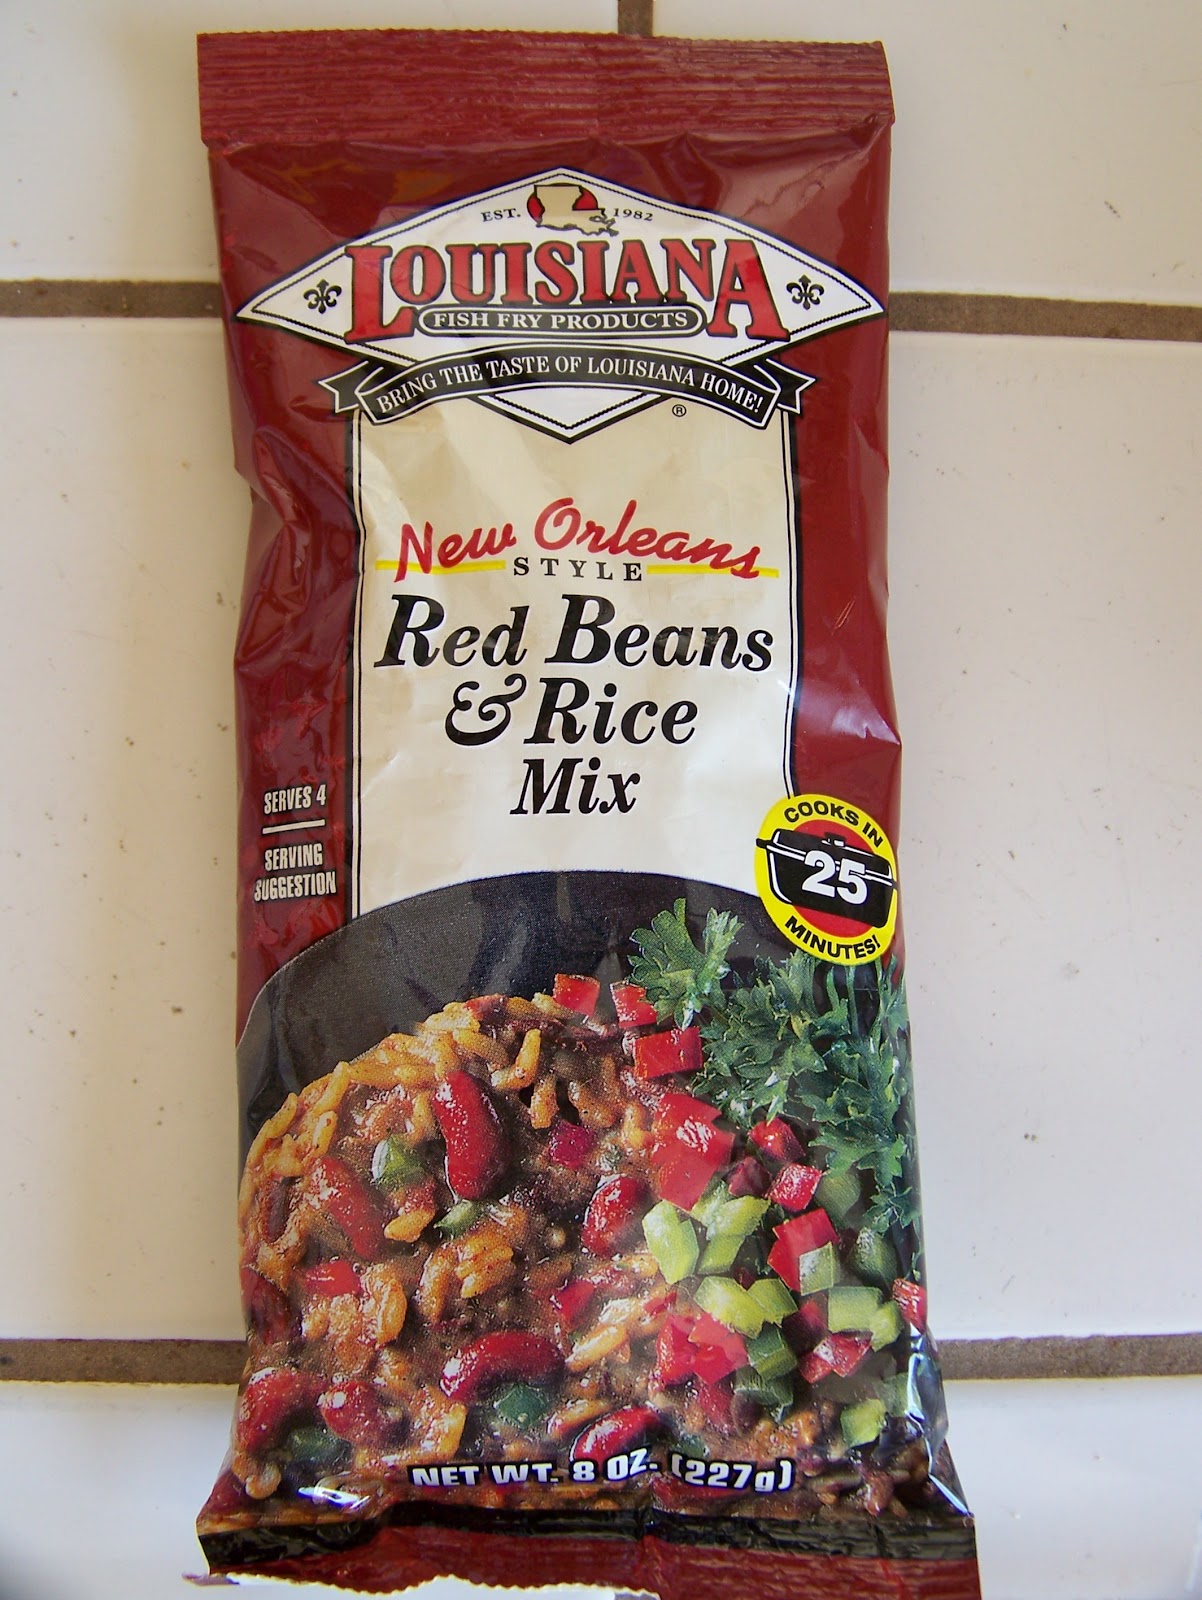 EST. 1982
LOUISIANA
FISH FRY PRODUCTS
BRING THE TASTE OF LOUISIANA HOME!
®
New Orleans
STYLE
Red Beans
& Rice
Mix
SERVES 4
SERVING
SUGGESTION
COOKS IN
25
MINUTES!
NET WT. 8 OZ. (227g)